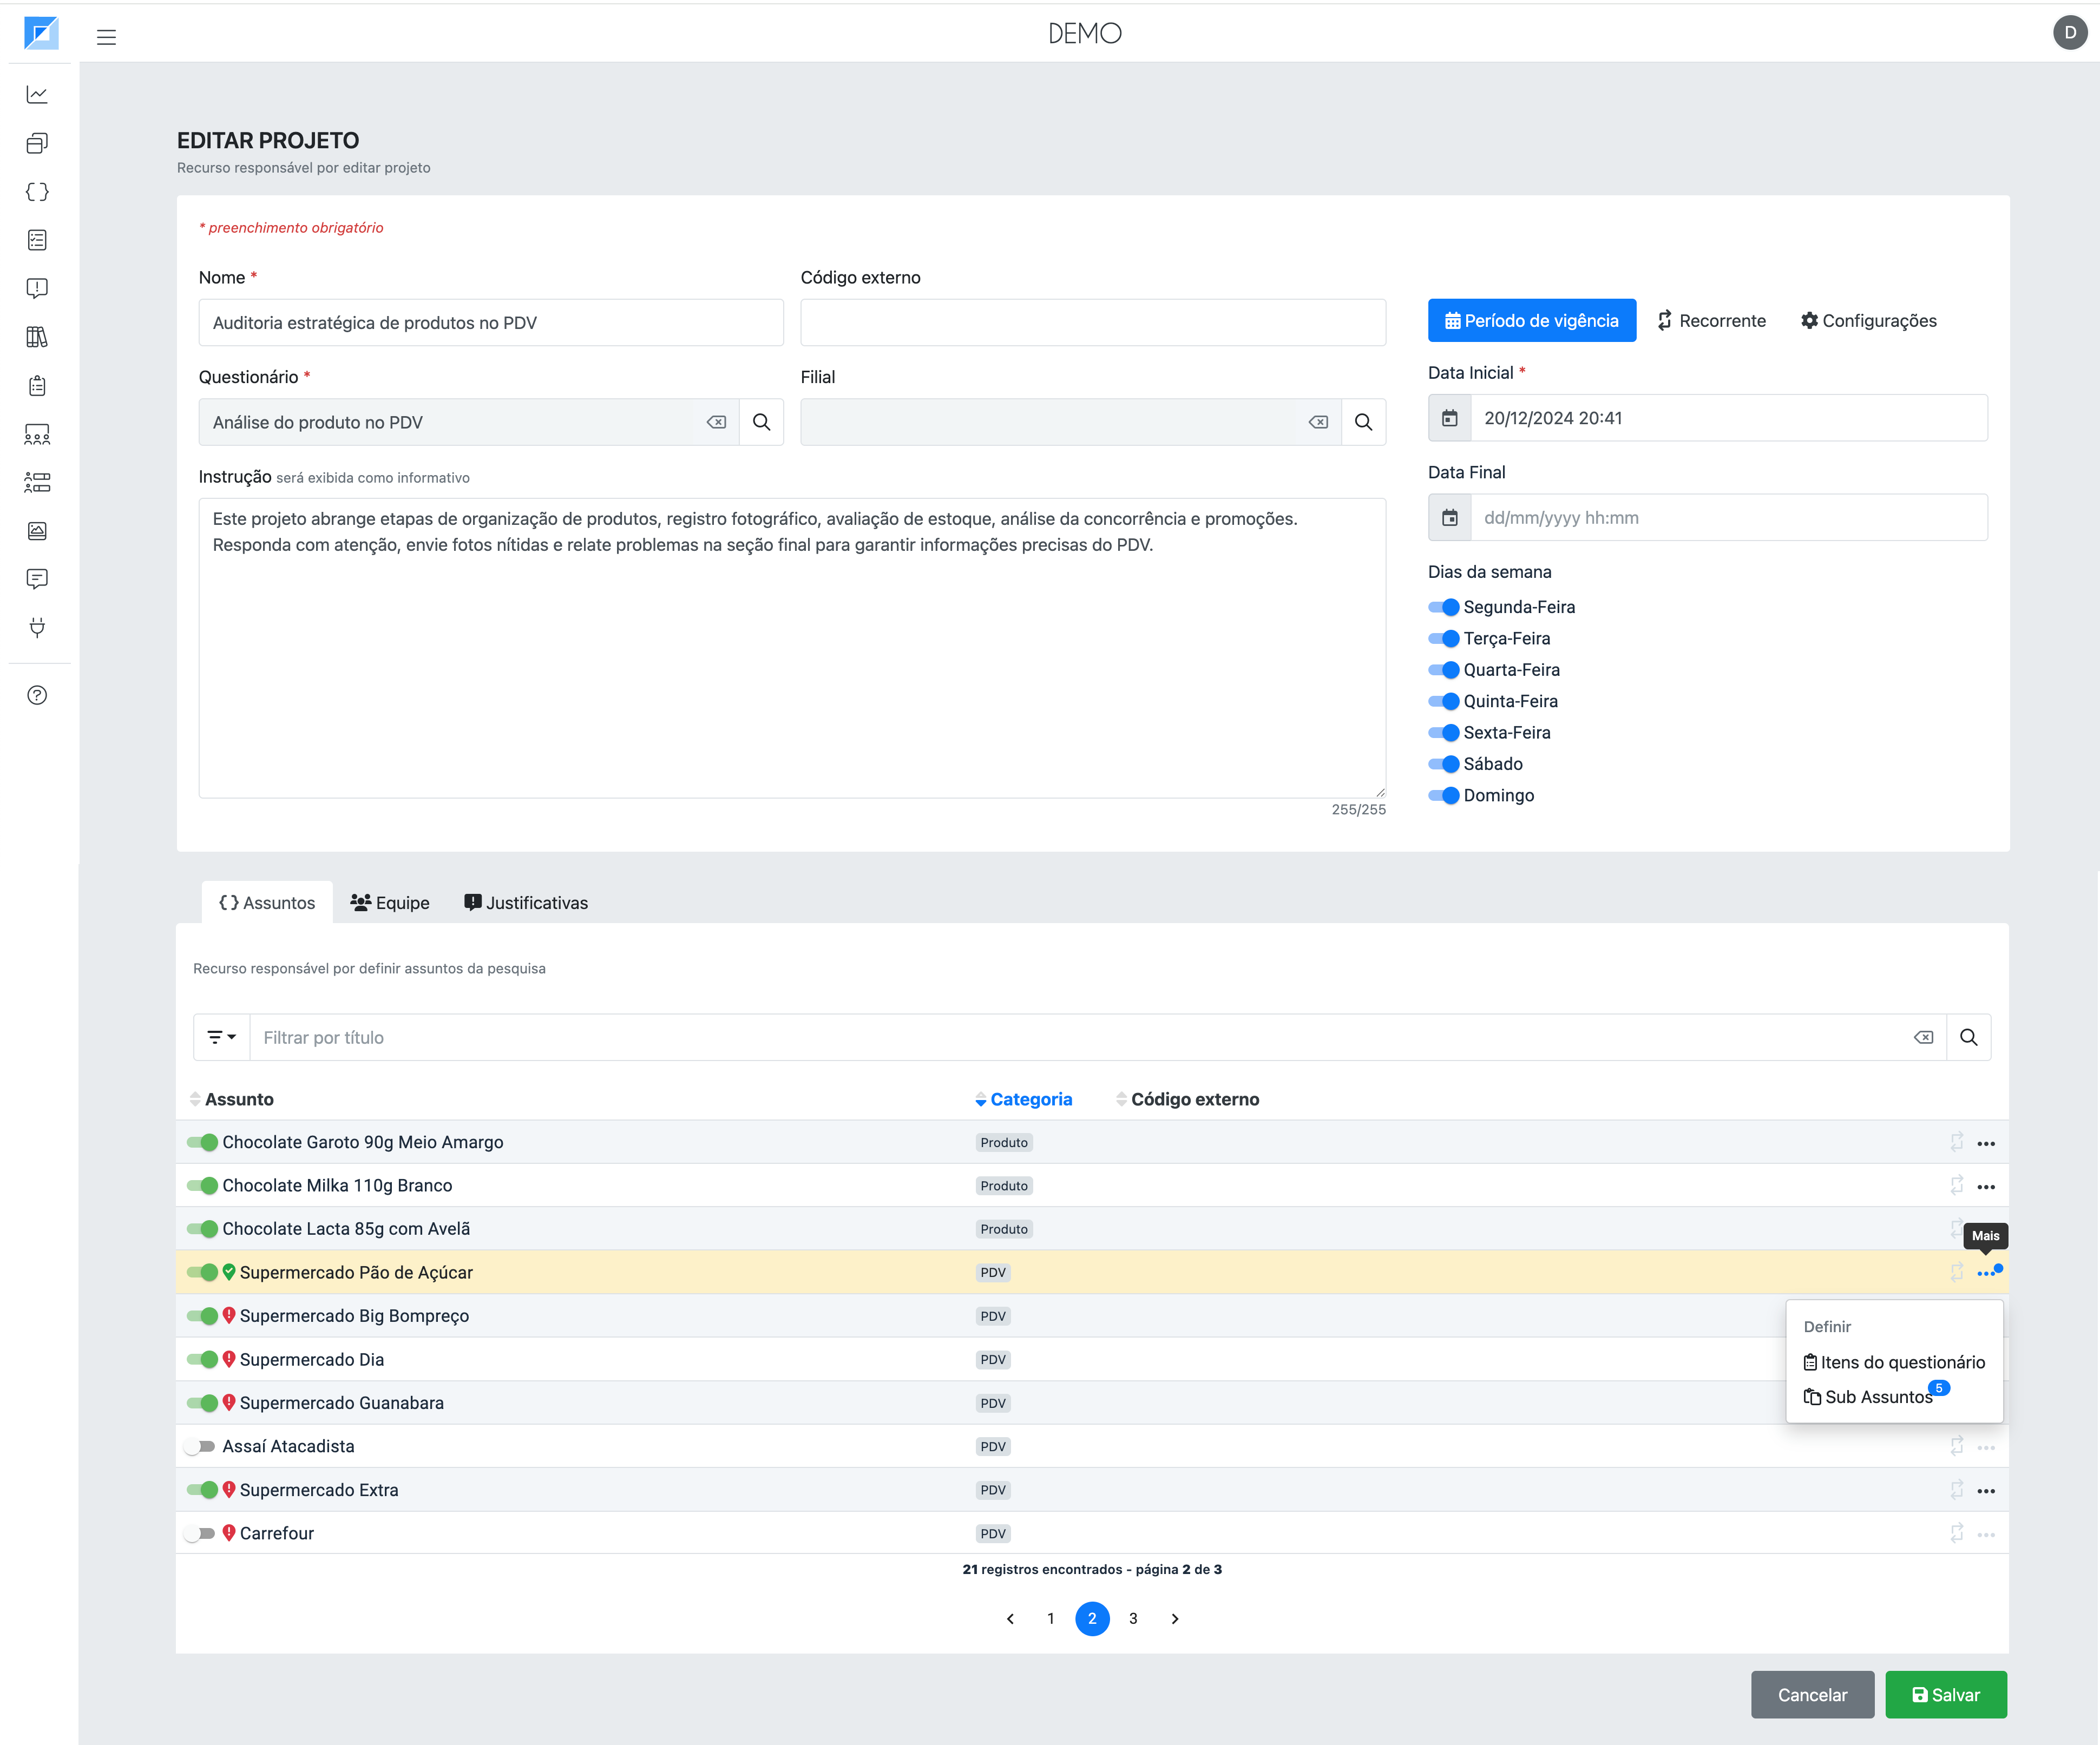 DEMO
D
EDITAR PROJETO
Recurso responsável por editar projeto
* preenchimento obrigatório
Nome *
Código externo
Auditoria estratégica de produtos no PDV
Período de vigência
Recorrente
Configurações
Questionário *
Filial
Data Inicial *
Análise do produto no PDV
20/12/2024 20:41
Instrução será exibida como informativo
Data Final
Este projeto abrange etapas de organização de produtos, registro fotográfico, avaliação de estoque, análise da concorrência e promoções.
Responda com atenção, envie fotos nítidas e relate problemas na seção final para garantir informações precisas do PDV.
dd/mm/yyyy hh:mm
Dias da semana
Segunda-Feira
Terça-Feira
Quarta-Feira
Quinta-Feira
Sexta-Feira
Sábado
Domingo
255/255
{} Assuntos
Equipe
Justificativas
Recurso responsável por definir assuntos da pesquisa
Filtrar por título
Assunto Categoria Código externo
Chocolate Garoto 90g Meio Amargo Produto
Chocolate Milka 110g Branco Produto
Chocolate Lacta 85g com Avelã Produto
Mais
Supermercado Pão de Açúcar PDV
Supermercado Big Bompreço PDV
Definir
Supermercado Dia PDV
Itens do questionário
Supermercado Guanabara PDV
Sub Assuntos 5
Assaí Atacadista PDV
Supermercado Extra PDV
Carrefour PDV
21 registros encontrados - página 2 de 3
1 2 3
Cancelar
Salvar